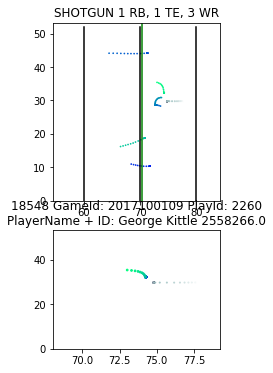 SHOTGUN 1 RB, 1 TE, 3 WR
50
40
30
20
10
0
60 70 80
18548 GameId: 2017100109 PlayId: 2260
PlayerName + ID: George Kittle 2558266.0
40
20
0
70.0 72.5 75.0 77.5